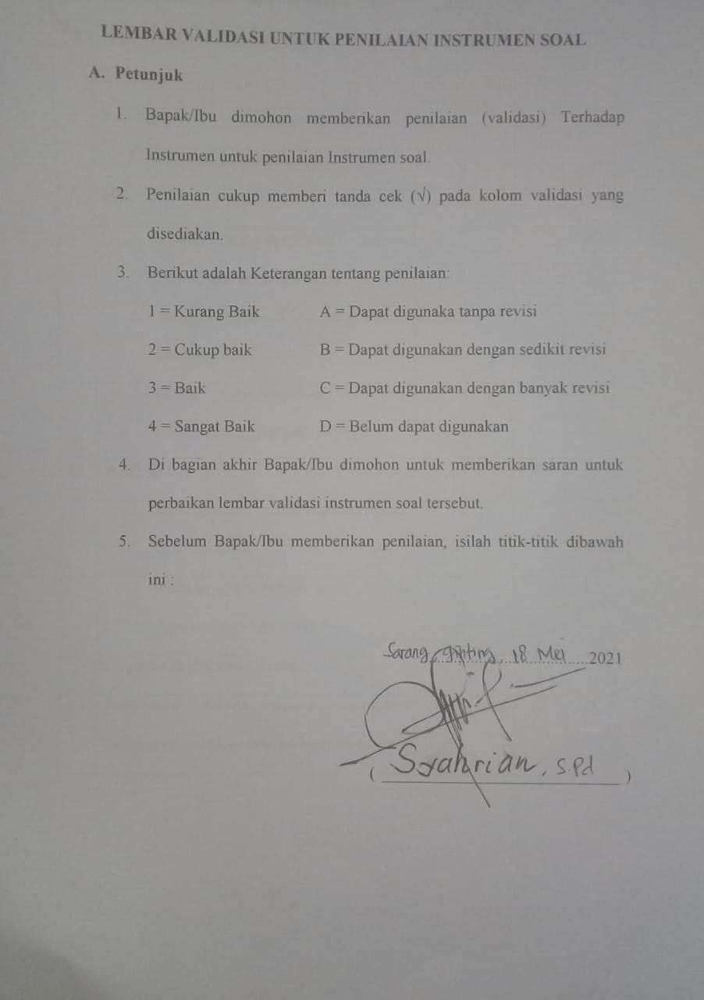 LEMBAR VALIDASI UNTUK PENILAIAN INSTRUMEN SOAL
A. Petunjuk
1. Bapak/Ibu dimohon memberikan penilaian (validasi) Terhadap
Instrumen untuk penilaian Instrumen soal.
2. Penilaian cukup memberi tanda cek (√) pada kolom validasi yang
disediakan.
3. Berikut adalah Keterangan tentang penilaian:
1 = Kurang Baik A = Dapat digunaka tanpa revisi
2 = Cukup baik B = Dapat digunakan dengan sedikit revisi
3 = Baik C = Dapat digunakan dengan banyak revisi
4 = Sangat Baik D = Belum dapat digunakan
4. Di bagian akhir Bapak/Ibu dimohon untuk memberikan saran untuk
perbaikan lembar validasi instrumen soal tersebut.
5. Sebelum Bapak/Ibu memberikan penilaian, isilah titik-titik dibawah
ini :
Sarang Ginting, 18 Mei 2021
( Syahrian, S.Pd )